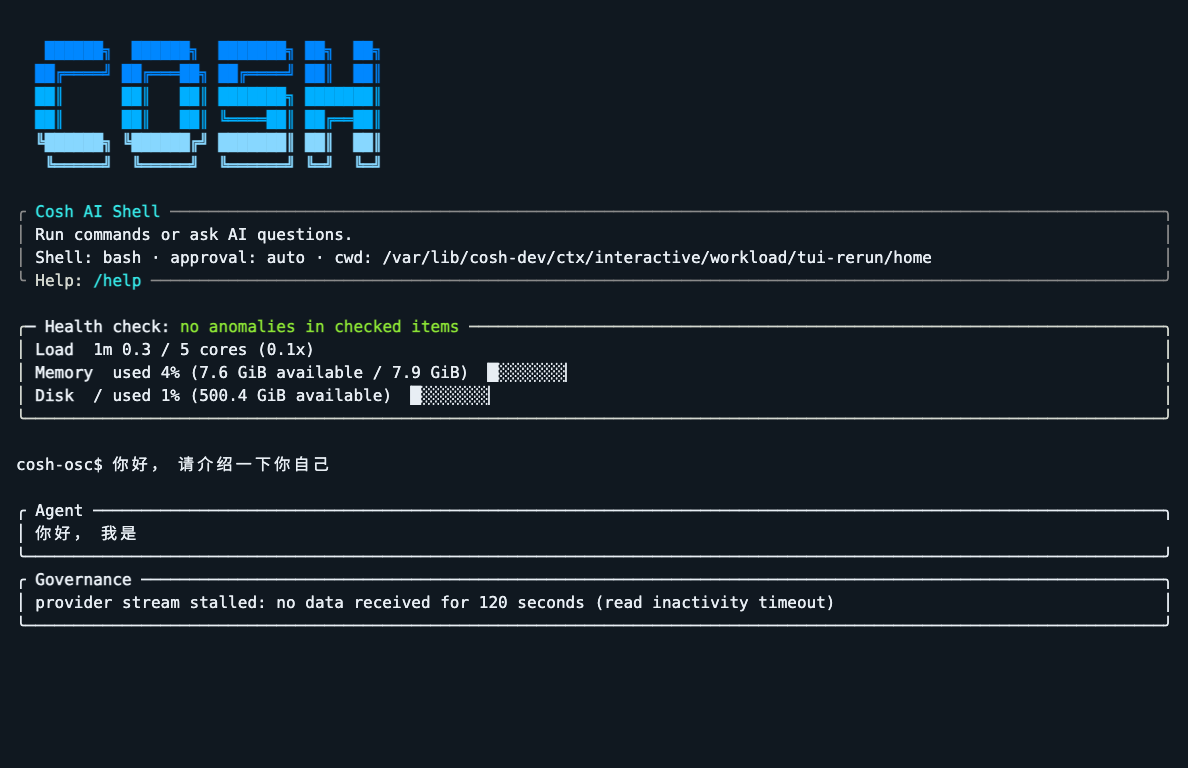 COSH
Cosh AI Shell
Run commands or ask AI questions.
Shell: bash · approval: auto · cwd: /var/lib/cosh-dev/ctx/interactive/workload/tui-rerun/home
Help: /help
Health check: no anomalies in checked items
Load  1m 0.3 / 5 cores (0.1x)
Memory  used 4% (7.6 GiB available / 7.9 GiB)
Disk  / used 1% (500.4 GiB available)
cosh-osc$ 你好， 请介绍一下你自己
Agent
你好， 我是
Governance
provider stream stalled: no data received for 120 seconds (read inactivity timeout)